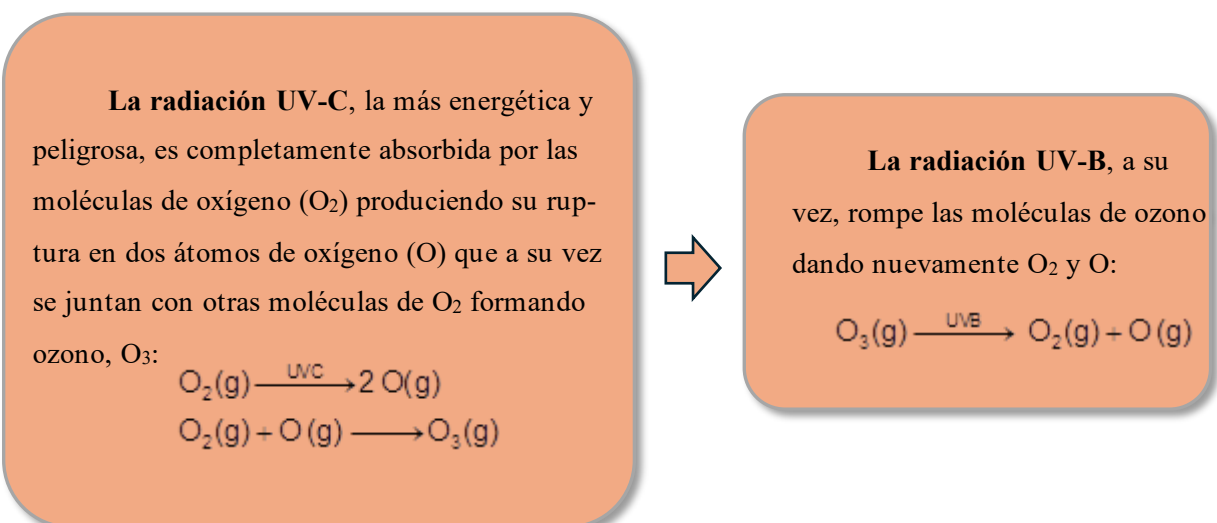 La radiación UV-C, la más energética y
peligrosa, es completamente absorbida por las
moléculas de oxígeno (O₂) produciendo su rup-
tura en dos átomos de oxígeno (O) que a su vez
se juntan con otras moléculas de O₂ formando
ozono, O₃:
O₂(g) —UVC→ 2 O(g)
O₂(g) + O (g) ⟶ O₃(g)
La radiación UV-B, a su
vez, rompe las moléculas de ozono
dando nuevamente O₂ y O:
O₃(g) —UVB→ O₂(g) + O (g)